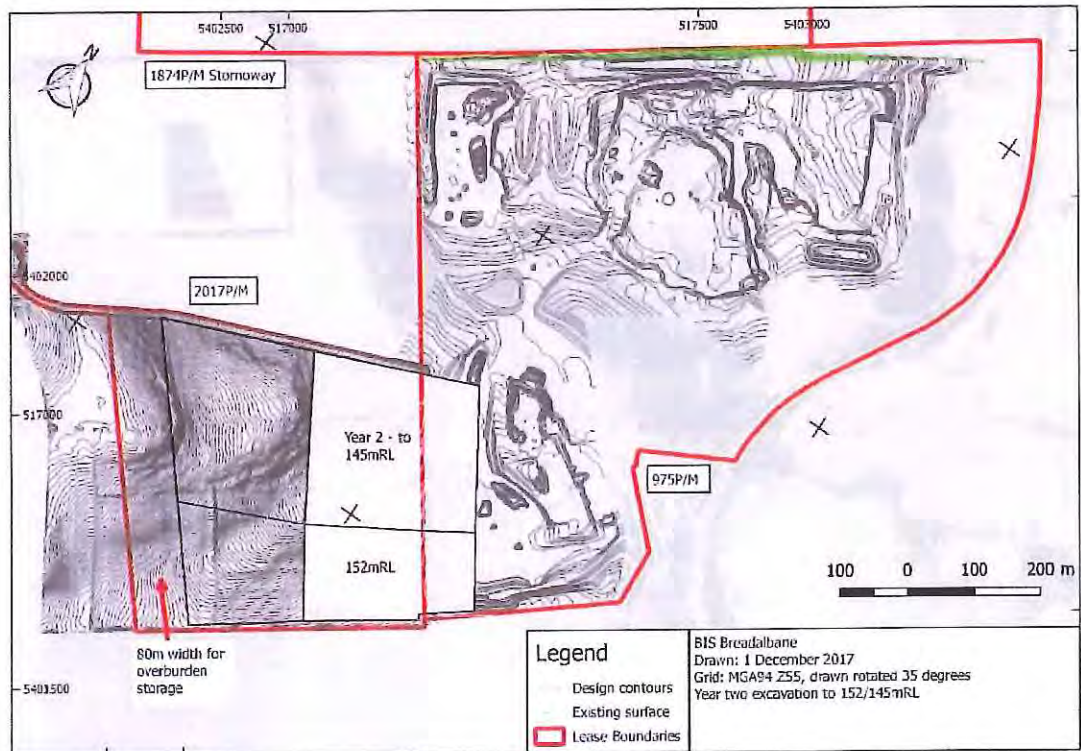 5402500
517000
517500
5403000
N
1874P/M Stornoway
5402000
2017P/M
517000
Year 2 - to
145mRL
975P/M
152mRL
100 0 100 200 m
80m width for
overburden
storage
5401500
Legend
Design contours
Existing surface
Lease Boundaries
BIS Breadalbane
Drawn: 1 December 2017
Grid: MGA94 Z55, drawn rotated 35 degrees
Year two excavation to 152/145mRL